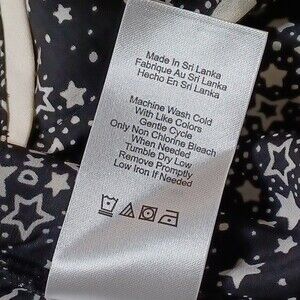 Made In Sri Lanka
Fabrique Au Sri Lanka
Hecho En Sri Lanka
Machine Wash Cold
With Like Colors
Gentle Cycle
Only Non Chlorine Bleach
When Needed
Tumble Dry Low
Remove Promptly
Low Iron If Needed